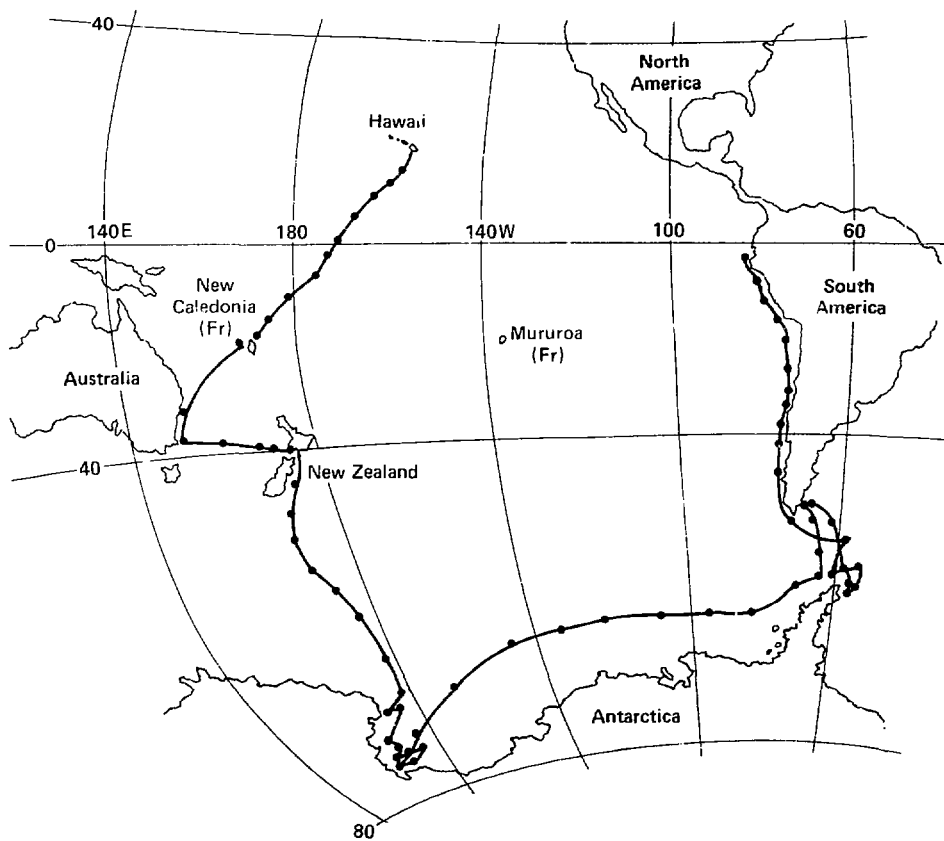 40
North
America
Hawaii
0
140E
180
140W
100
60
New
Caledonia
(Fr)
South
America
Mururoa
(Fr)
Australia
40
New Zealand
Antarctica
80